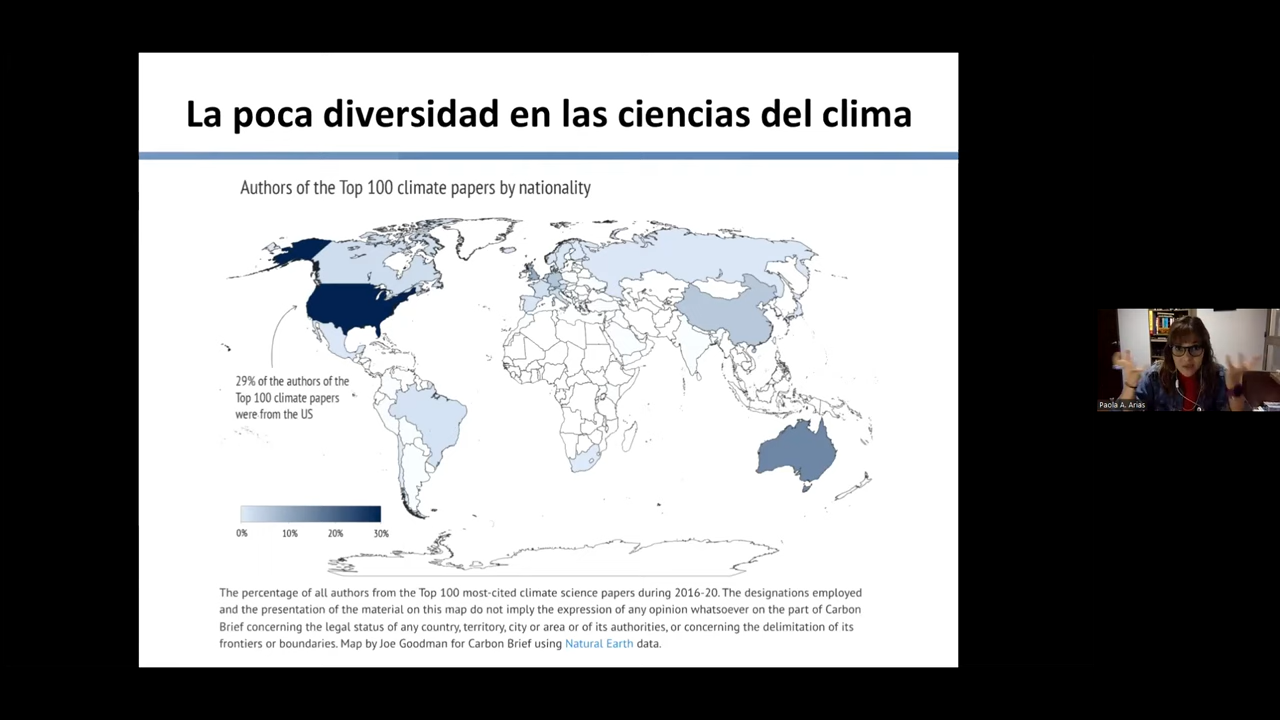 La poca diversidad en las ciencias del clima
Authors of the Top 100 climate papers by nationality
29% of the authors of the
Top 100 climate papers
were from the US
0% 10% 20% 30%
The percentage of all authors from the Top 100 most-cited climate science papers during 2016-20. The designations employed
and the presentation of the material on this map do not imply the expression of any opinion whatsoever on the part of Carbon
Brief concerning the legal status of any country, territory, city or area or of its authorities, or concerning the delimitation of its
frontiers or boundaries. Map by Joe Goodman for Carbon Brief using Natural Earth data.
Paola A. Arias